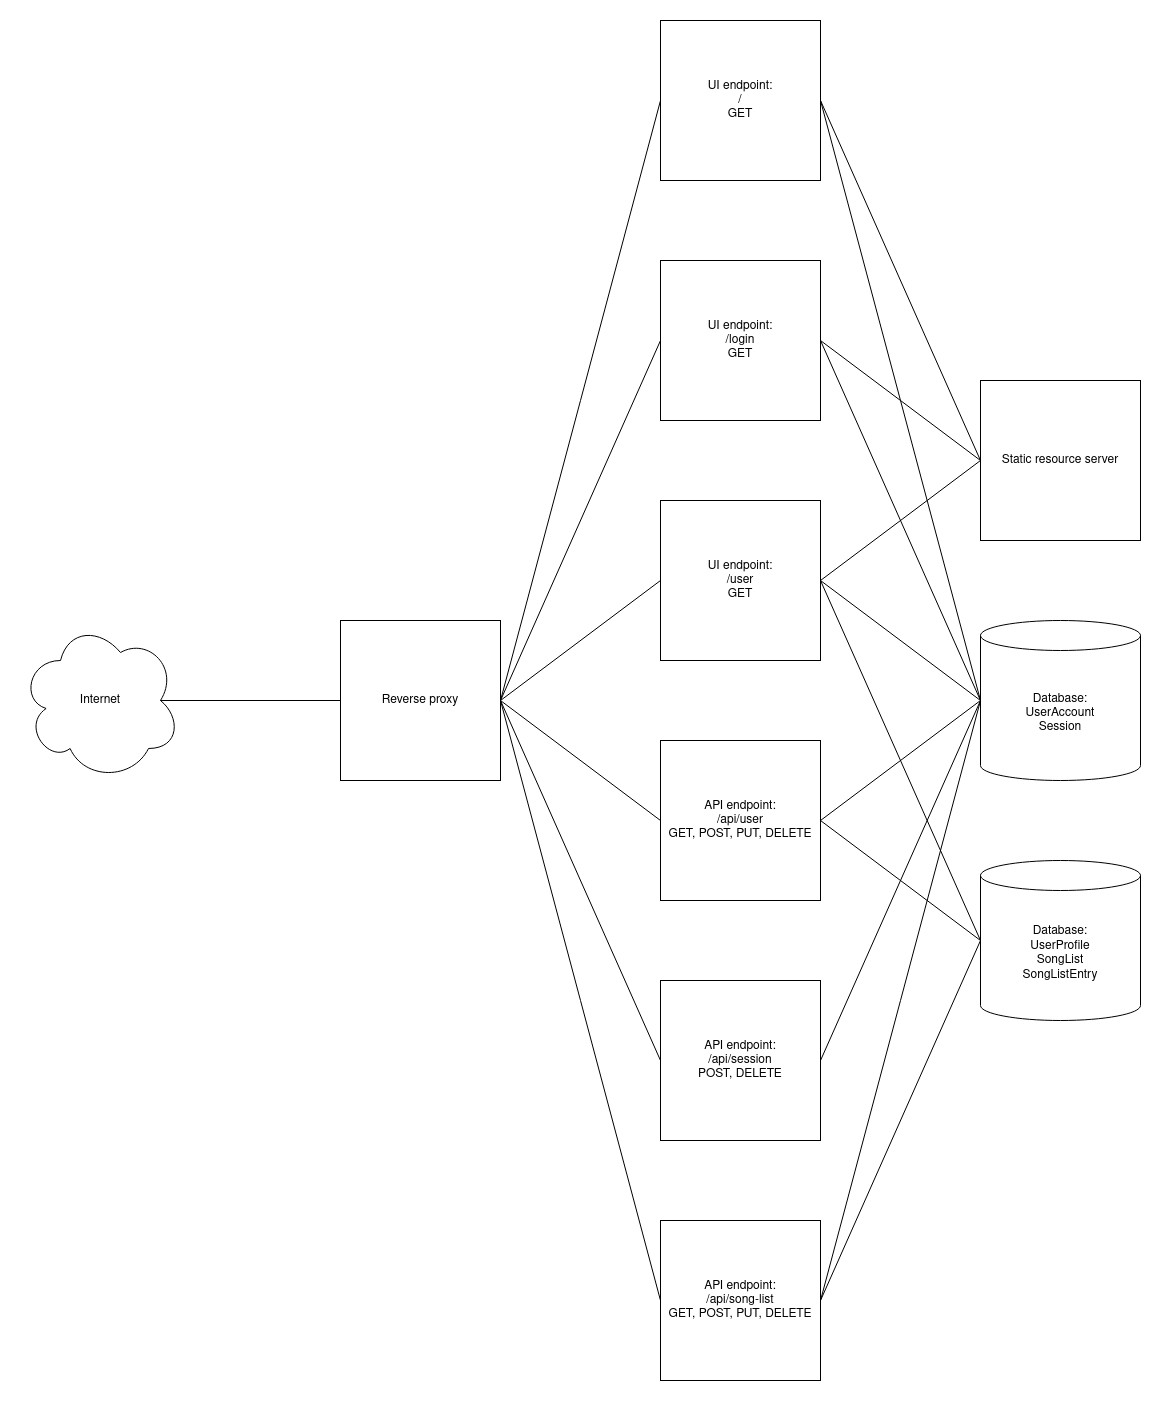 UI endpoint:
/
GET
UI endpoint:
/login
GET
Static resource server
UI endpoint:
/user
GET
Internet
Reverse proxy
Database:
UserAccount
Session
API endpoint:
/api/user
GET, POST, PUT, DELETE
Database:
UserProfile
SongList
SongListEntry
API endpoint:
/api/session
POST, DELETE
API endpoint:
/api/song-list
GET, POST, PUT, DELETE